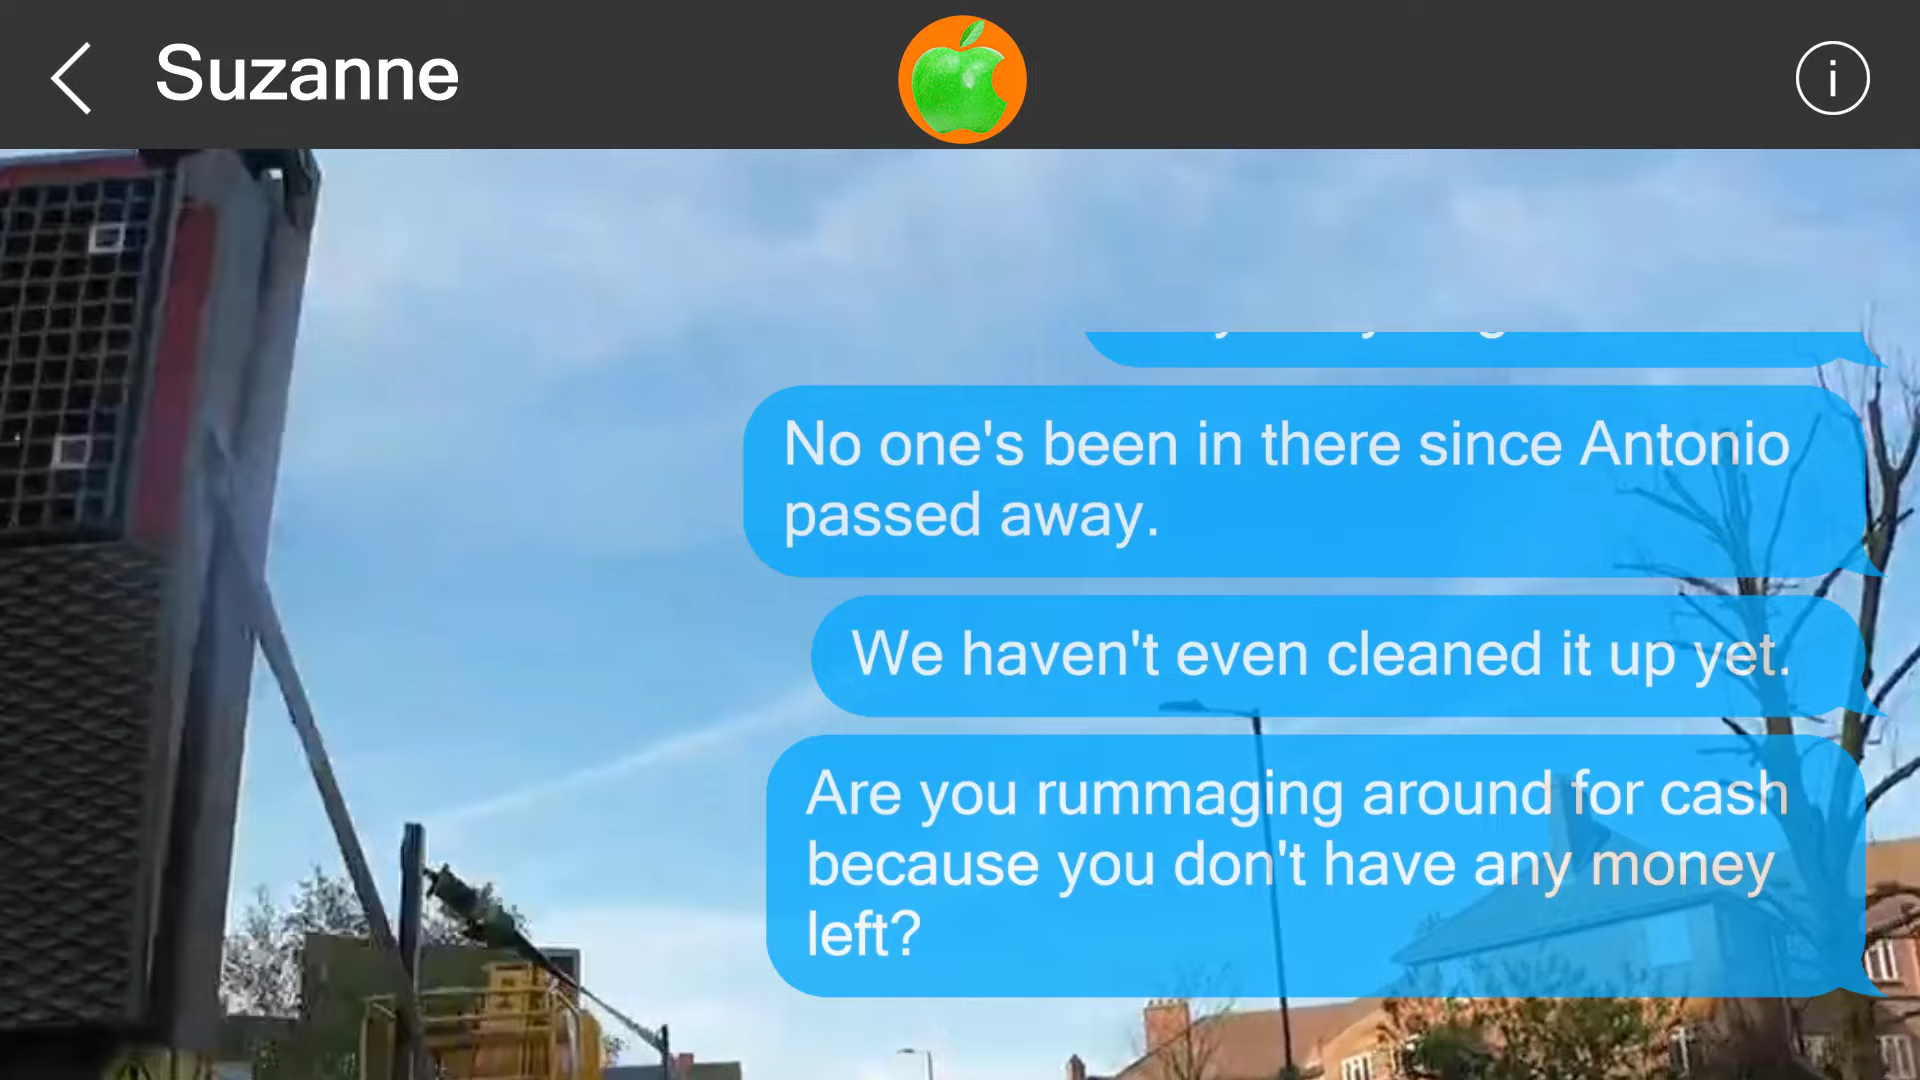 Suzanne
i
No one's been in there since Antonio
passed away.
We haven't even cleaned it up yet.
Are you rummaging around for cash
because you don't have any money
left?